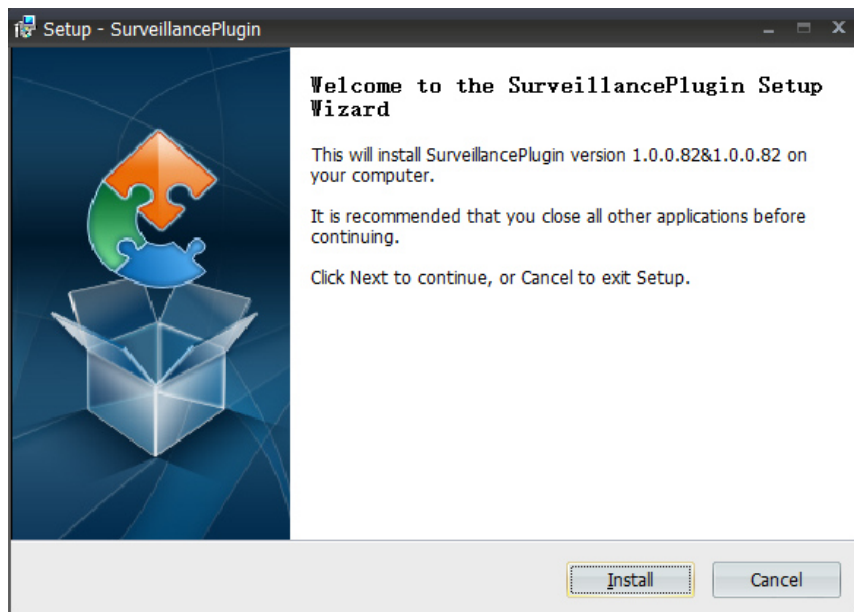 Setup - SurveillancePlugin
Welcome to the SurveillancePlugin Setup
Wizard
This will install SurveillancePlugin version 1.0.0.82&1.0.0.82 on
your computer.
It is recommended that you close all other applications before
continuing.
Click Next to continue, or Cancel to exit Setup.
Install
Cancel